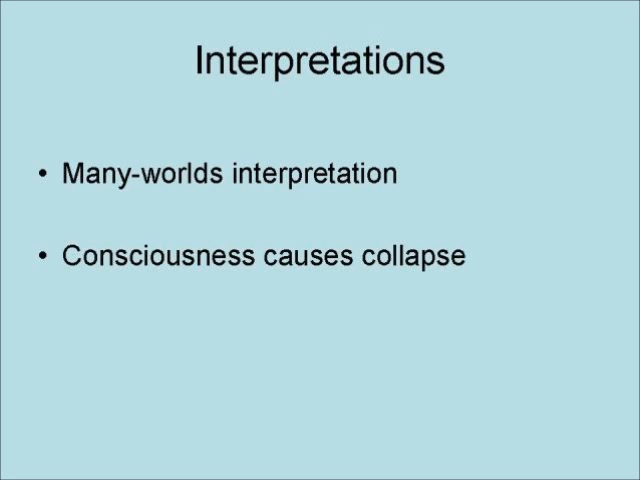 Interpretations
• Many-worlds interpretation
• Consciousness causes collapse